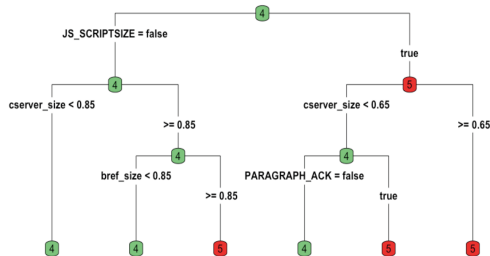 4
JS_SCRIPTSIZE = false
true
4
5
cserver_size < 0.85
>= 0.85
cserver_size < 0.65
>= 0.65
4
4
bref_size < 0.85
>= 0.85
PARAGRAPH_ACK = false
true
4
4
5
4
5
5